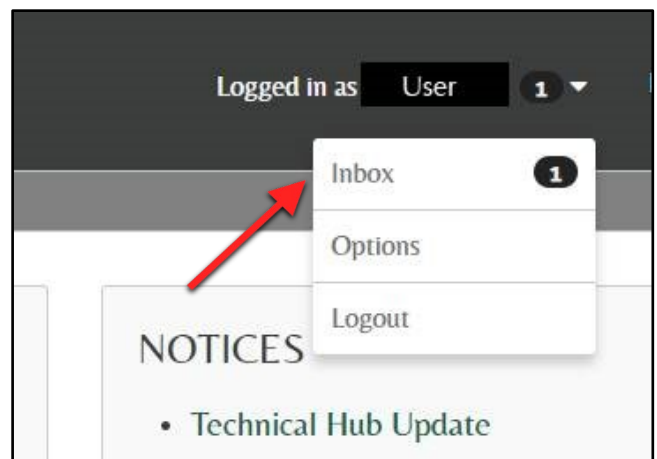 Logged in as User 1
Inbox 1
Options
Logout
NOTICES
• Technical Hub Update